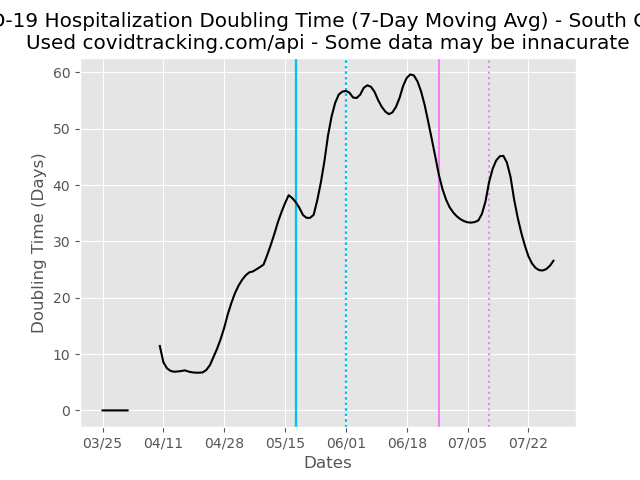 -19 Hospitalization Doubling Time (7-Day Moving Avg) - South
Used covidtracking.com/api - Some data may be innacurate
60
50
40
30
20
10
0
Doubling Time (Days)
03/25 04/11 04/28 05/15 06/01 06/18 07/05 07/22
Dates